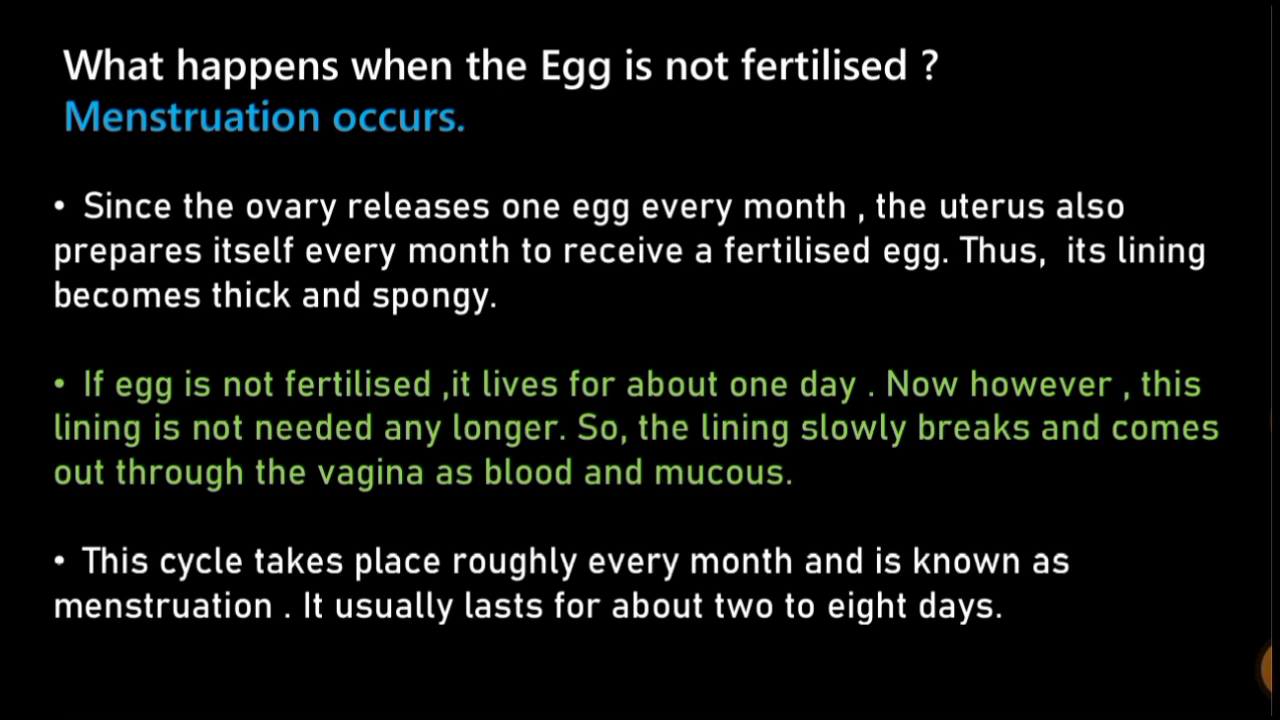 What happens when the Egg is not fertilised ?
Menstruation occurs.
• Since the ovary releases one egg every month , the uterus also
prepares itself every month to receive a fertilised egg. Thus, its lining
becomes thick and spongy.
• If egg is not fertilised ,it lives for about one day . Now however , this
lining is not needed any longer. So, the lining slowly breaks and comes
out through the vagina as blood and mucous.
• This cycle takes place roughly every month and is known as
menstruation . It usually lasts for about two to eight days.